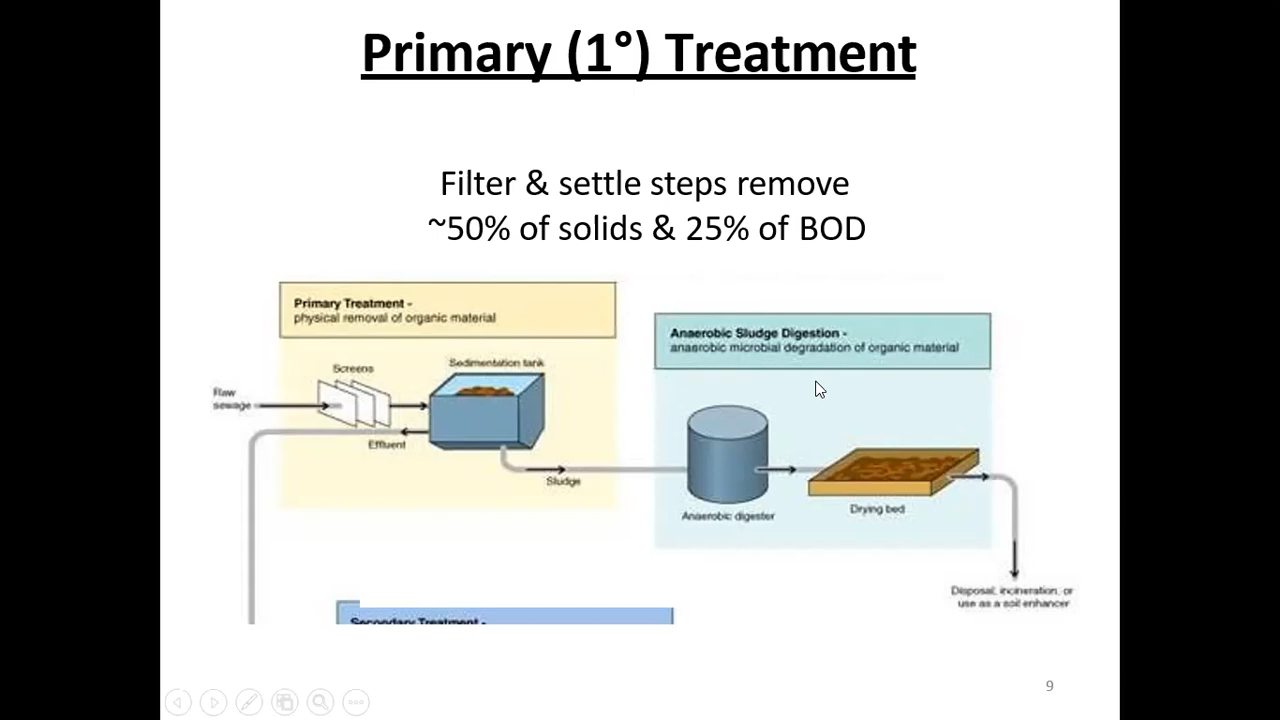 Primary (1°) Treatment
Filter & settle steps remove
~50% of solids & 25% of BOD
Primary Treatment -
physical removal of organic material
Anaerobic Sludge Digestion -
anaerobic microbial degradation of organic material
Screens
Sedimentation tank
Raw
sewage
Effluent
Sludge
Anaerobic digester
Drying bed
Disposal, incineration, or
use as a soil enhancer
Secondary Treatment -
9